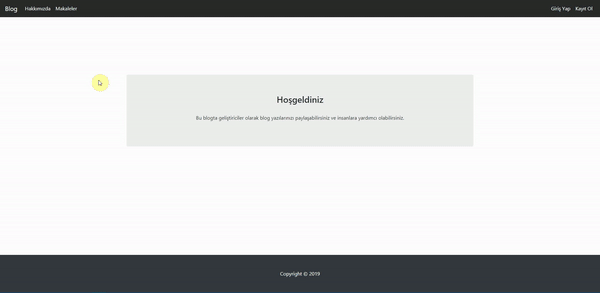 Blog Hakkımızda Makaleler Giriş Yap Kayıt Ol
Hoşgeldiniz
Bu blogta geliştiriciler olarak blog yazılarınızı paylaşabilirsiniz ve insanlara yardımcı olabilirsiniz.
Copyright © 2019